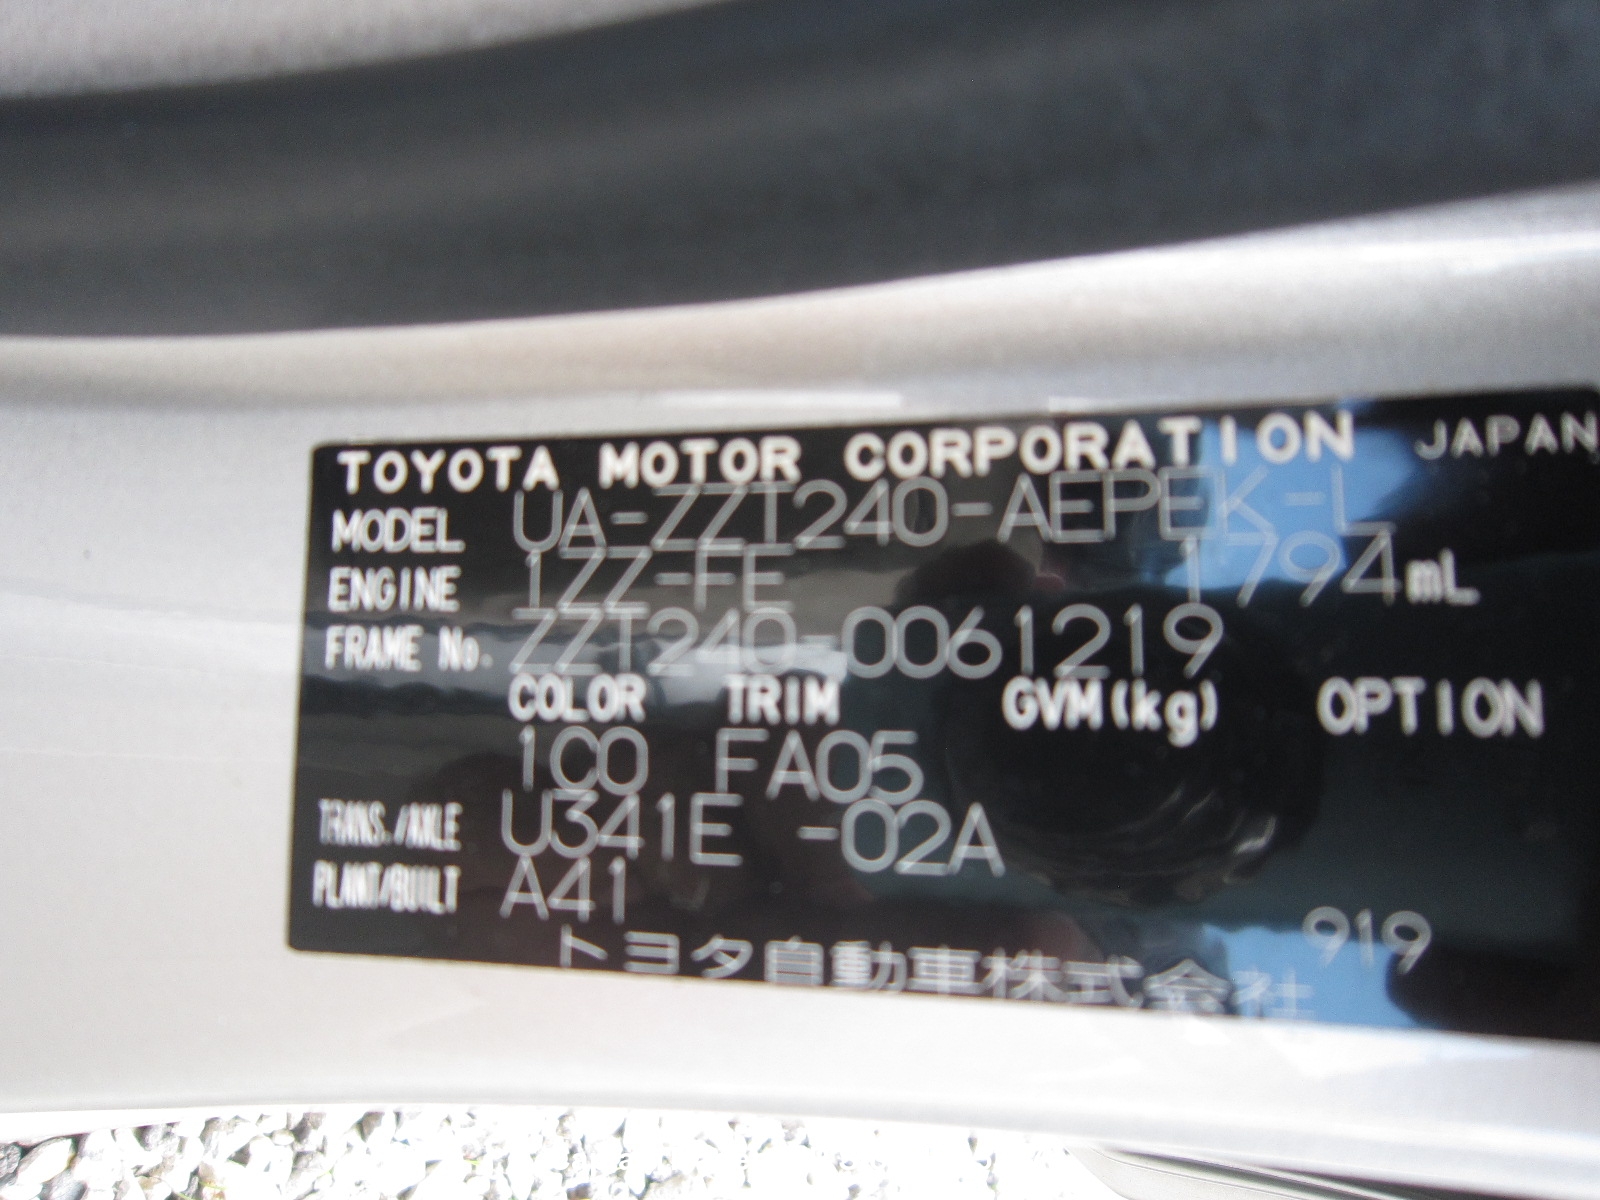 TOYOTA MOTOR CORPORATION JAPAN
MODEL UA-ZZT240-AEPEK-L
ENGINE 1ZZ-FE 1794mL
FRAME No. ZZT240-0061219
COLOR TRIM GVM(kg) OPTION
1C0 FA05
TRANS./AXLE U341E -02A
PLANT/BUILT A41
919
トヨタ自動車株式会社